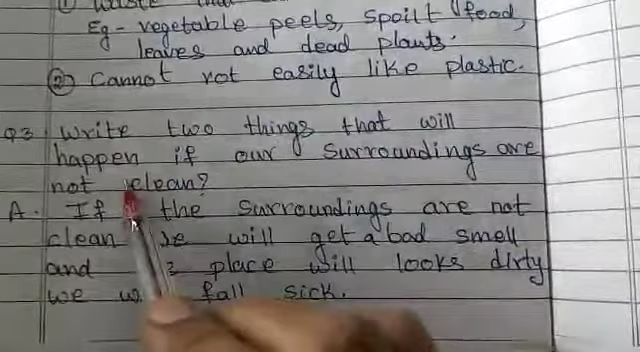 Eg - vegetable peels, spoilt food,
leaves and dead plants.
② Cannot rot easily like plastic.
Q3. Write two things that will
happen if our surroundings are
not clean?
A. If the surroundings are not
clean will get a bad smell
and place will looks dirty
we fall sick.